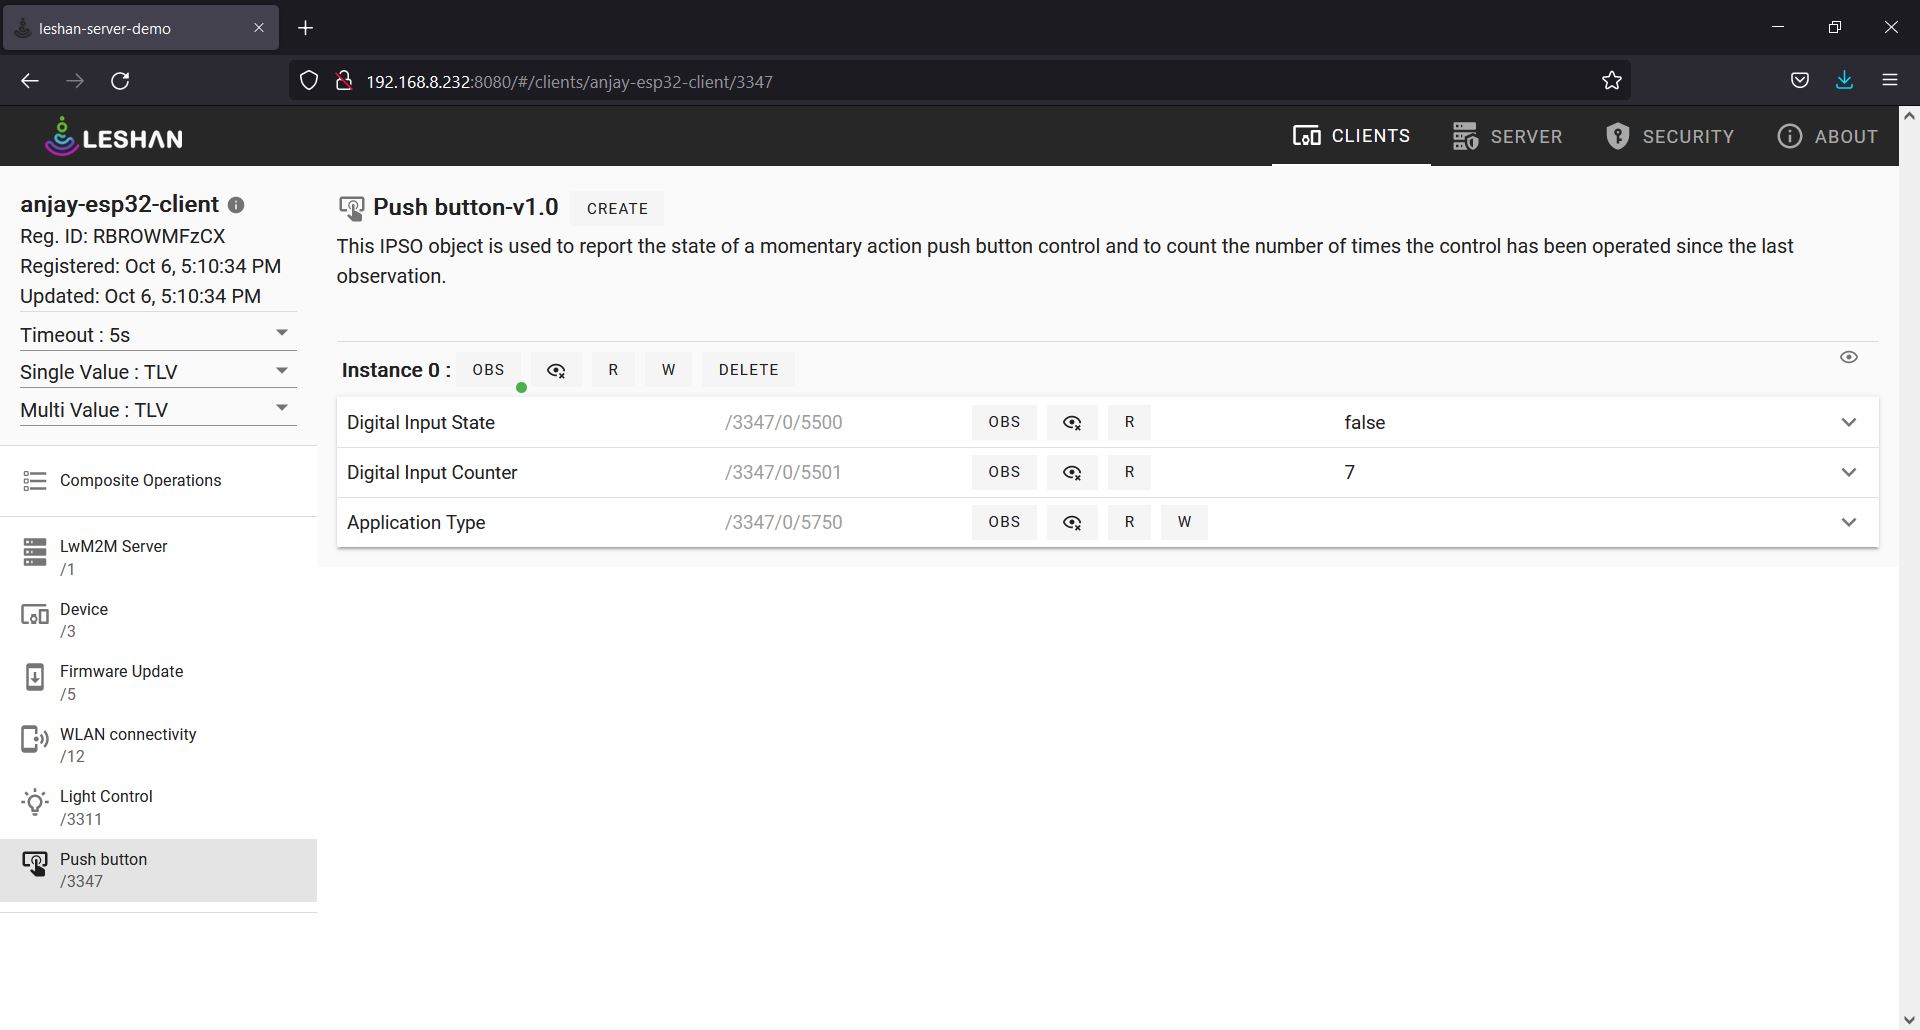 leshan-server-demo
192.168.8.232:8080/#/clients/anjay-esp32-client/3347
LESHAN
CLIENTS
SERVER
SECURITY
ABOUT
anjay-esp32-client
Reg. ID: RBROWMFzCX
Registered: Oct 6, 5:10:34 PM
Updated: Oct 6, 5:10:34 PM
Timeout : 5s
Single Value : TLV
Multi Value : TLV
Composite Operations
LwM2M Server
/1
Device
/3
Firmware Update
/5
WLAN connectivity
/12
Light Control
/3311
Push button
/3347
Push button-v1.0 CREATE
This IPSO object is used to report the state of a momentary action push button control and to count the number of times the control has been operated since the last
observation.
Instance 0 : OBS R W DELETE
Digital Input State /3347/0/5500 OBS R false
Digital Input Counter /3347/0/5501 OBS R 7
Application Type /3347/0/5750 OBS R W